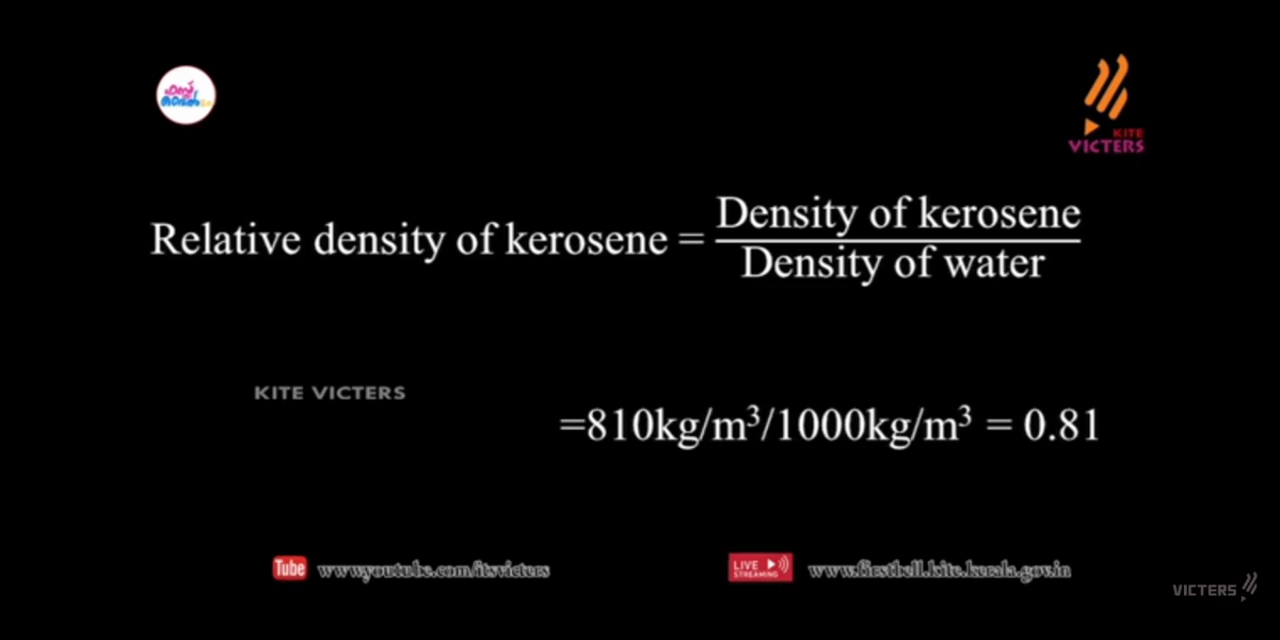 ഫസ്റ്റ്
KITE
VICTERS
Relative density of kerosene = Density of kerosene
Density of water
KITE VICTERS
=810kg/m³/1000kg/m³ = 0.81
Tube www.youtube.com/itsvicters
LIVE
STREAMING
www.firstbell.kite.kerala.gov.in
VICTERS